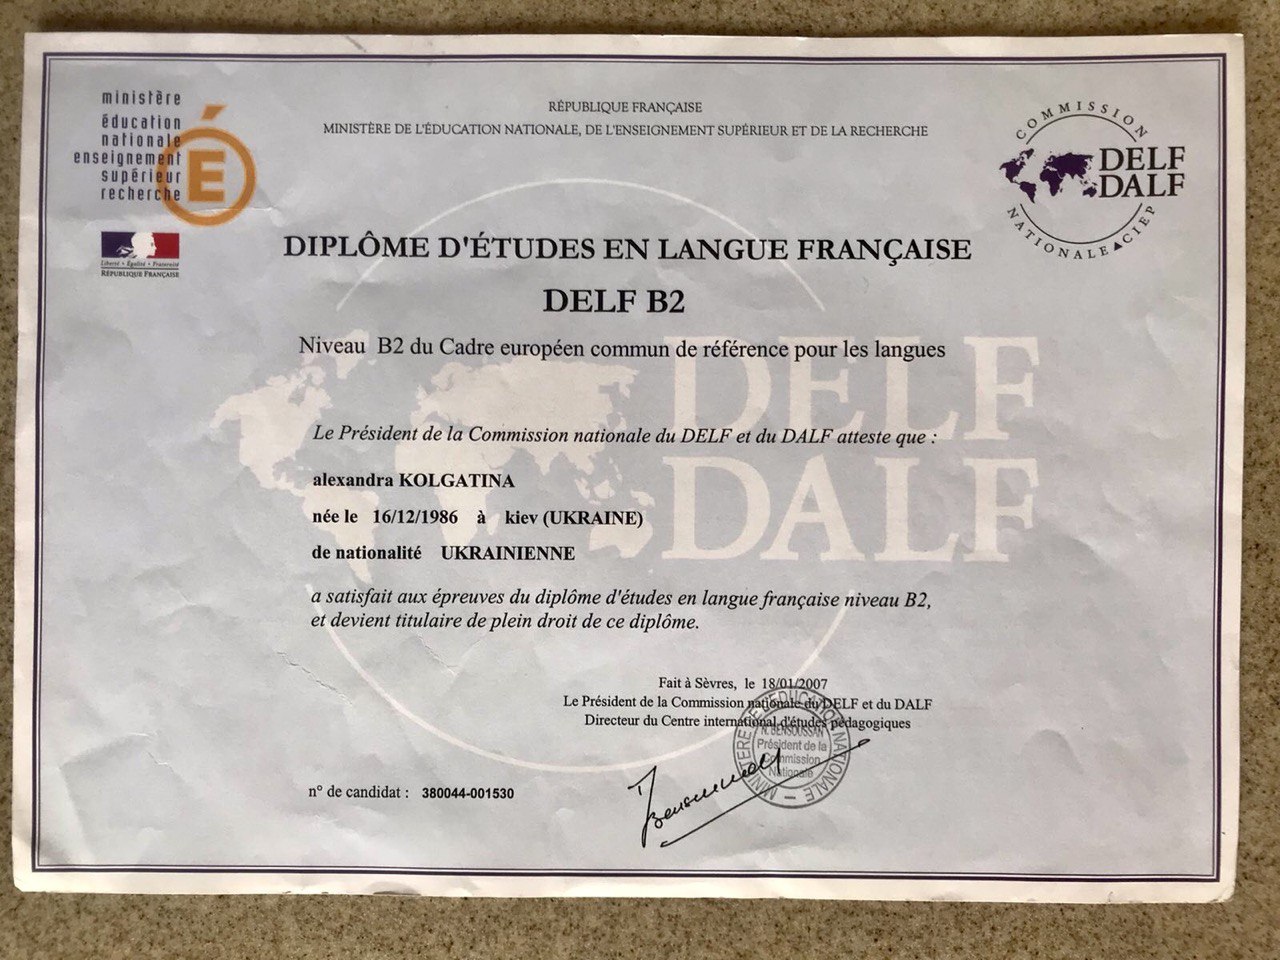 ministère
éducation
nationale
enseignement
supérieur
recherche
É
Liberté • Égalité • Fraternité
RÉPUBLIQUE FRANÇAISE
RÉPUBLIQUE FRANÇAISE
MINISTÈRE DE L'ÉDUCATION NATIONALE, DE L'ENSEIGNEMENT SUPÉRIEUR ET DE LA RECHERCHE
COMMISSION
DELF
DALF
NATIONALE▲CIEP
DIPLÔME D'ÉTUDES EN LANGUE FRANÇAISE
DELF B2
Niveau B2 du Cadre européen commun de référence pour les langues
DELF
DALF
Le Président de la Commission nationale du DELF et du DALF atteste que :
alexandra KOLGATINA
née le 16/12/1986 à kiev (UKRAINE)
de nationalité UKRAINIENNE
a satisfait aux épreuves du diplôme d'études en langue française niveau B2,
et devient titulaire de plein droit de ce diplôme.
Fait à Sèvres, le 18/01/2007
Le Président de la Commission nationale du DELF et du DALF
Directeur du Centre international d'études pédagogiques
MINISTERE DE L'EDUCATION NATIONALE
N. BENSOUSSAN
Président de la
Commission
Nationale
n° de candidat : 380044-001530